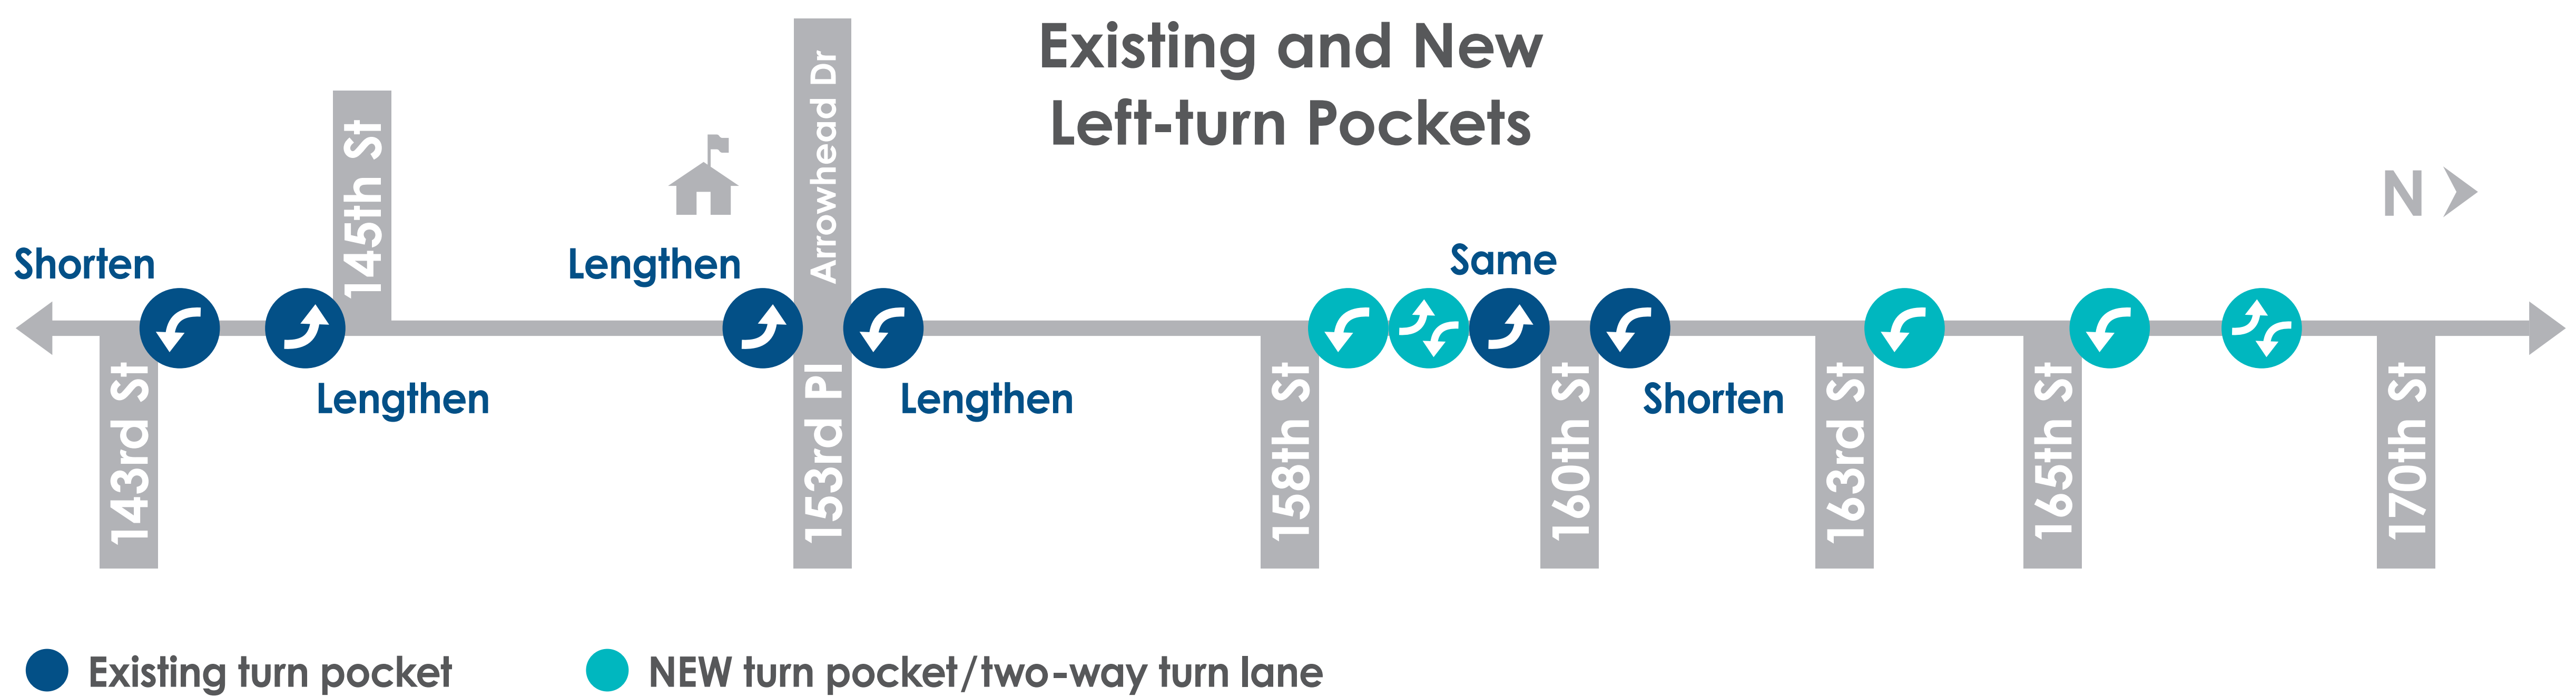 Existing and New
Left-turn Pockets
N
Arrowhead Dr
145th St
Shorten
Lengthen
Same
Lengthen
Lengthen
Shorten
143rd St
153rd Pl
158th St
160th St
163rd St
165th St
170th St
Existing turn pocket
NEW turn pocket/two-way turn lane